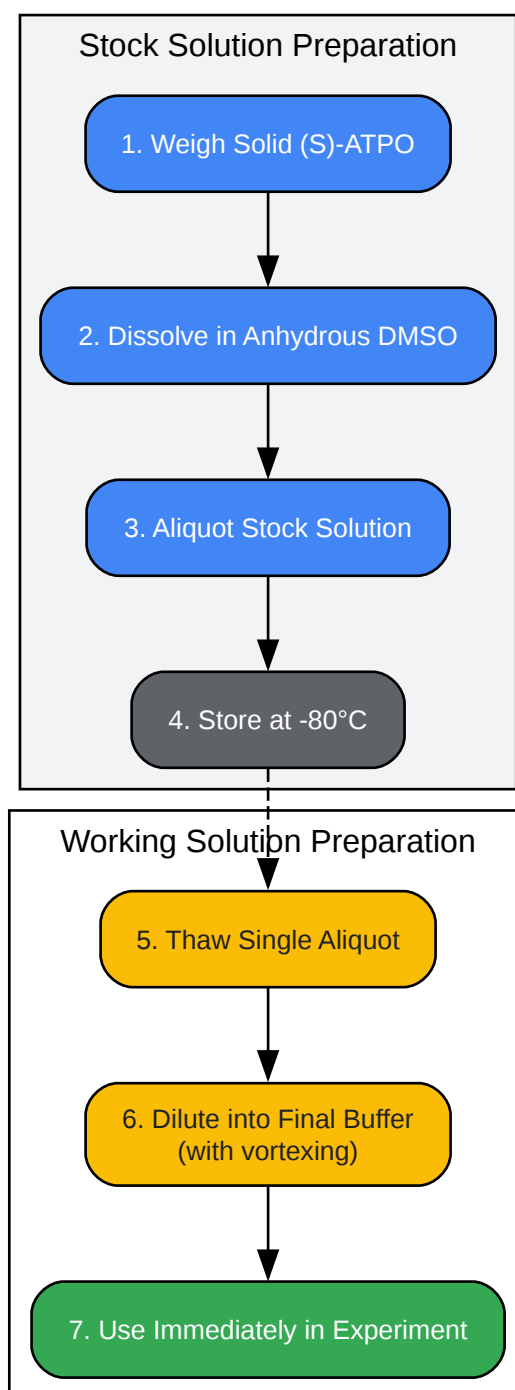 Stock Solution Preparation
1. Weigh Solid (S)-ATPO
2. Dissolve in Anhydrous DMSO
3. Aliquot Stock Solution
4. Store at -80°C
Working Solution Preparation
5. Thaw Single Aliquot
6. Dilute into Final Buffer
(with vortexing)
7. Use Immediately in Experiment